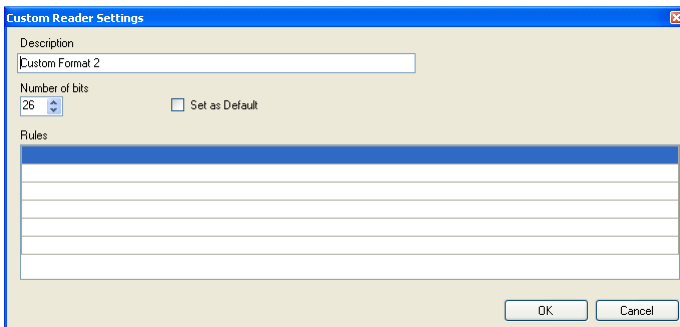 Custom Reader Settings
Description
Custom Format 2
Number of bits
26
Set as Default
Rules
OK
Cancel